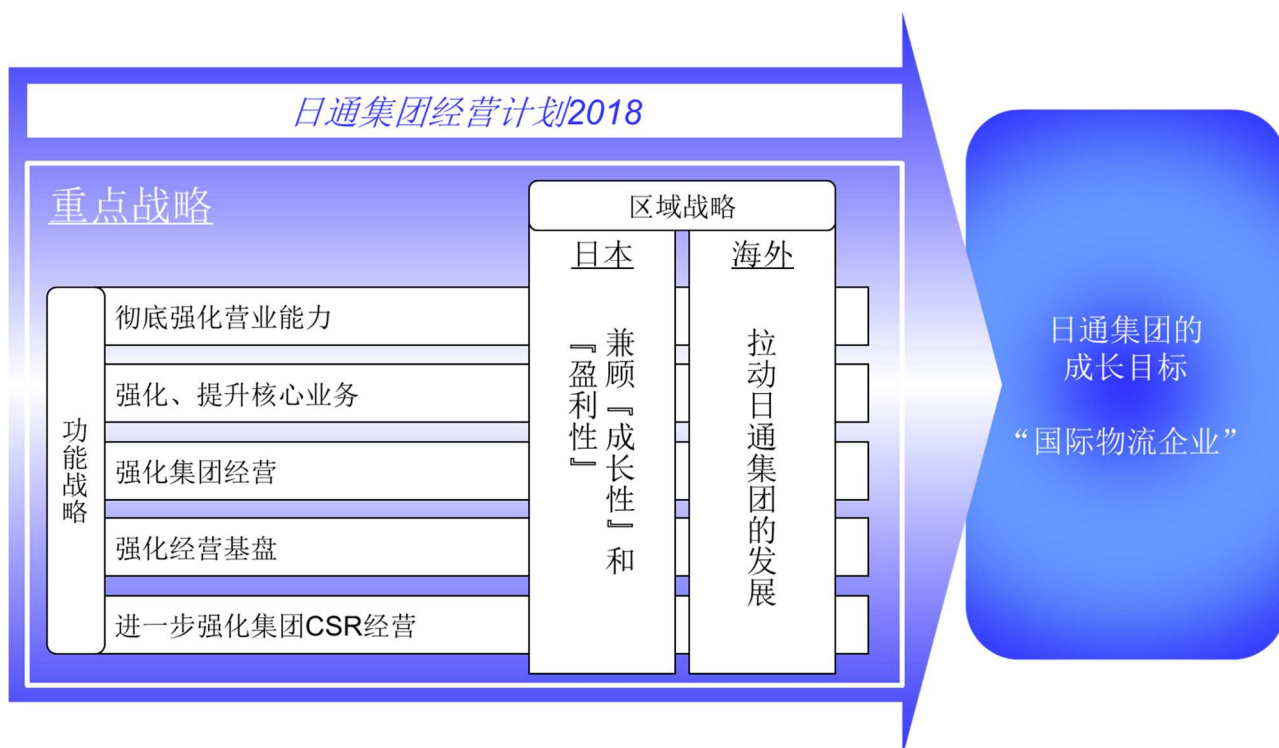 日通集团经营计划2018
重点战略
区域战略
日本
海外
兼顾『成长性』和
『盈利性』
拉动日通集团的发展
功能战略
彻底强化营业能力
强化、提升核心业务
强化集团经营
强化经营基盘
进一步强化集团CSR经营
日通集团的
成长目标
“国际物流企业”